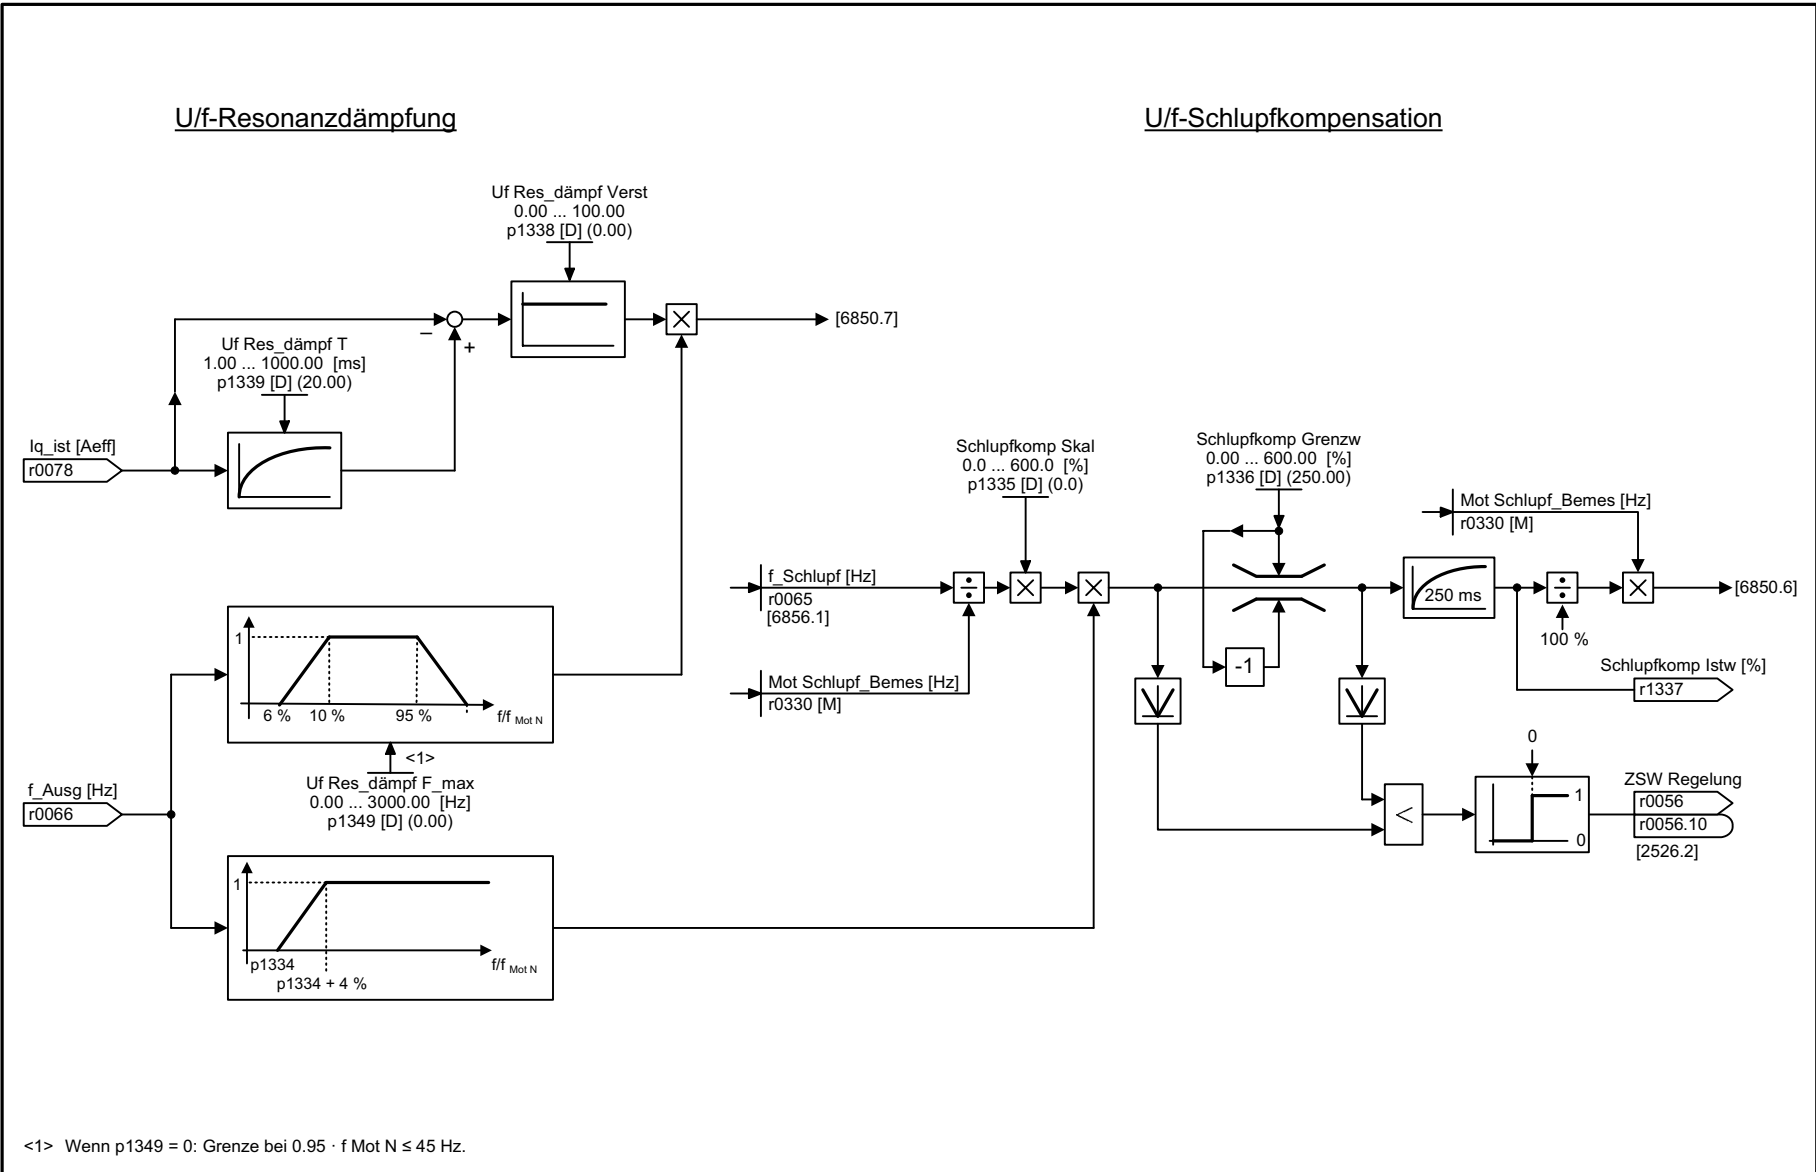 U/f-Resonanzdämpfung
U/f-Schlupfkompensation
Uf Res_dämpf Verst
0.00 ... 100.00
p1338 [D] (0.00)
[6850.7]
–
+
Uf Res_dämpf T
1.00 ... 1000.00 [ms]
p1339 [D] (20.00)
Iq_ist [Aeff]
r0078
1
6 %
10 %
95 %
f/f Mot N
<1>
Uf Res_dämpf F_max
0.00 ... 3000.00 [Hz]
p1349 [D] (0.00)
f_Ausg [Hz]
r0066
1
p1334
p1334 + 4 %
f/f Mot N
Schlupfkomp Skal
0.0 ... 600.0 [%]
p1335 [D] (0.0)
Schlupfkomp Grenzw
0.00 ... 600.00 [%]
p1336 [D] (250.00)
Mot Schlupf_Bemes [Hz]
r0330 [M]
f_Schlupf [Hz]
r0065
[6856.1]
÷
×
×
250 ms
÷
×
[6850.6]
100 %
-1
Mot Schlupf_Bemes [Hz]
r0330 [M]
Schlupfkomp Istw [%]
r1337
0
<
1
0
ZSW Regelung
r0056
r0056.10
[2526.2]
<1> Wenn p1349 = 0: Grenze bei 0.95 · f Mot N ≤ 45 Hz.